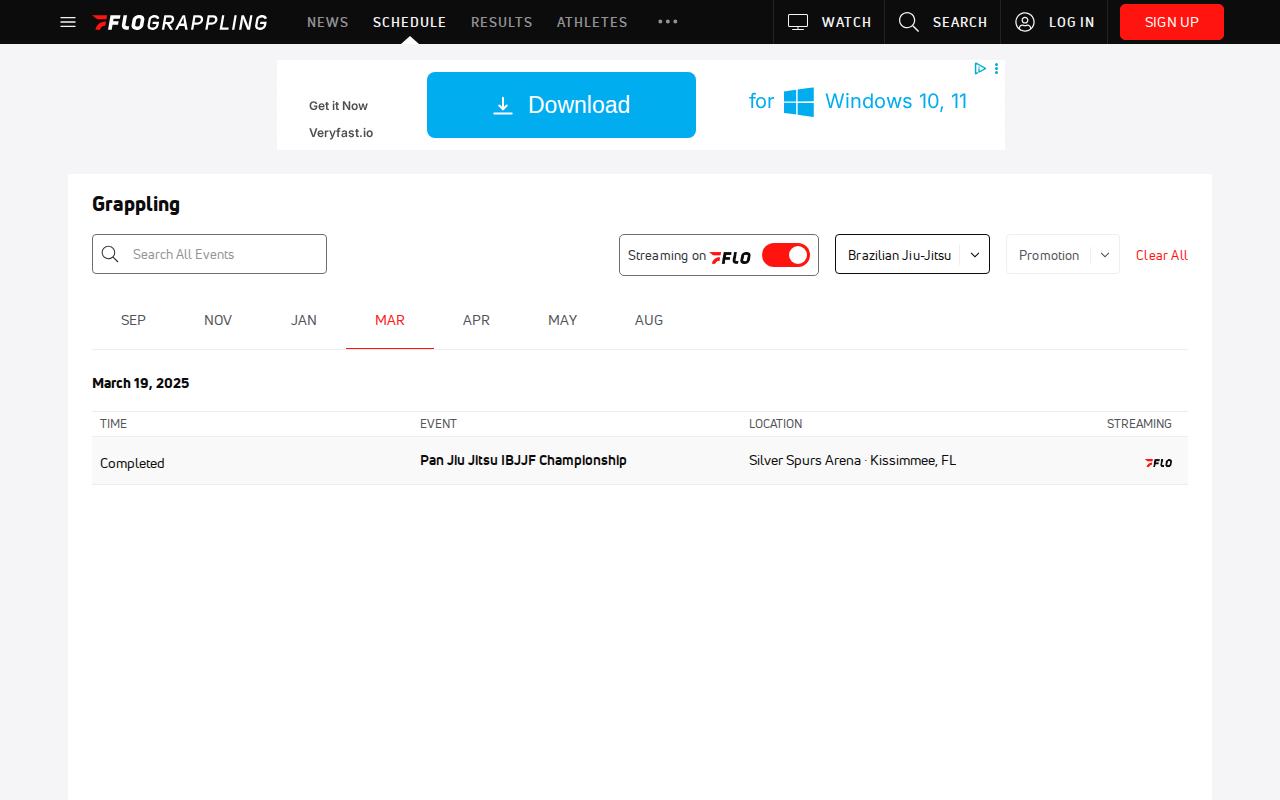 FLOGRAPPLING NEWS SCHEDULE RESULTS ATHLETES WATCH SEARCH LOG IN SIGN UP
Get it Now
Veryfast.io
Download
for Windows 10, 11
Grappling
Search All Events
Streaming on FLO
Brazilian Jiu-Jitsu
Promotion
Clear All
SEP NOV JAN MAR APR MAY AUG
March 19, 2025
TIME EVENT LOCATION STREAMING
Completed Pan Jiu Jitsu IBJJF Championship Silver Spurs Arena · Kissimmee, FL FLO